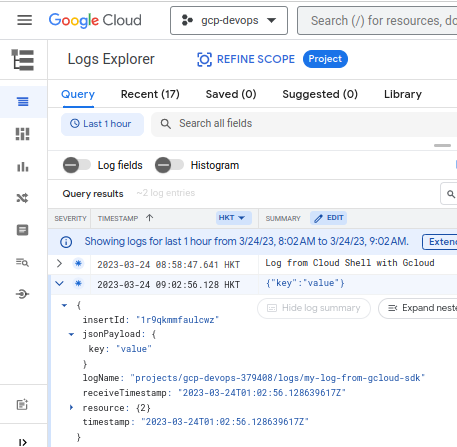 Google Cloud
gcp-devops
Search (/) for resources, do
Logs Explorer
REFINE SCOPE
Project
Query
Recent (17)
Saved (0)
Suggested (0)
Library
Last 1 hour
Search all fields
Log fields
Histogram
Query results
~2 log entries
SEVERITY
TIMESTAMP
HKT
SUMMARY
EDIT
Showing logs for last 1 hour from 3/24/23, 8:02 AM to 3/24/23, 9:02 AM.
Extend
2023-03-24 08:58:47.641 HKT
Log from Cloud Shell with Gcloud
2023-03-24 09:02:56.128 HKT
{"key":"value"}
{
Hide log summary
Expand neste
insertId: "1r9qkmmfaulcwz"
jsonPayload: {
key: "value"
}
logName: "projects/gcp-devops-379408/logs/my-log-from-gcloud-sdk"
receiveTimestamp: "2023-03-24T01:02:56.128639617Z"
resource: {2}
timestamp: "2023-03-24T01:02:56.128639617Z"
}